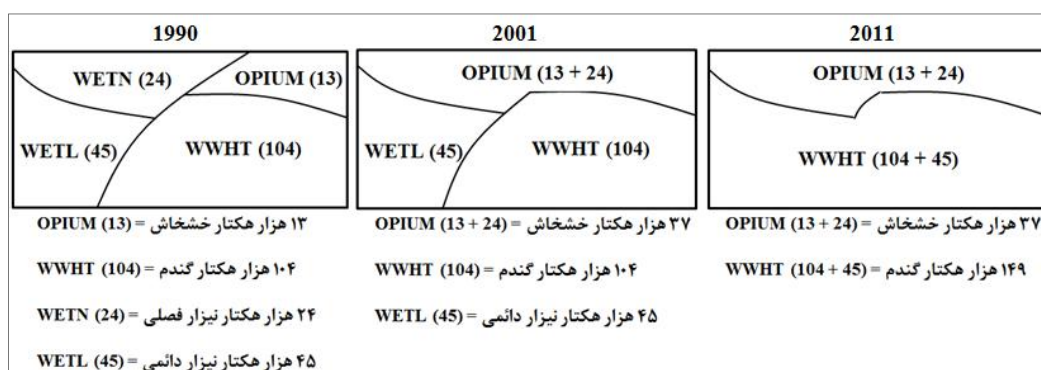 1990
WETN (24)
OPIUM (13)
WETL (45)
WWHT (104)
OPIUM (13) = ۱۳ هزار هکتار خشخاش
WWHT (104) = ۱۰۴ هزار هکتار گندم
WETN (24) = ۲۴ هزار هکتار نیزار فصلی
WETL (45) = ۴۵ هزار هکتار نیزار دائمی
2001
OPIUM (13 + 24)
WETL (45)
WWHT (104)
OPIUM (13 + 24) = ۳۷ هزار هکتار خشخاش
WWHT (104) = ۱۰۴ هزار هکتار گندم
WETL (45) = ۴۵ هزار هکتار نیزار دائمی
2011
OPIUM (13 + 24)
WWHT (104 + 45)
OPIUM (13 + 24) = ۳۷ هزار هکتار خشخاش
WWHT (104 + 45) = ۱۴۹ هزار هکتار گندم